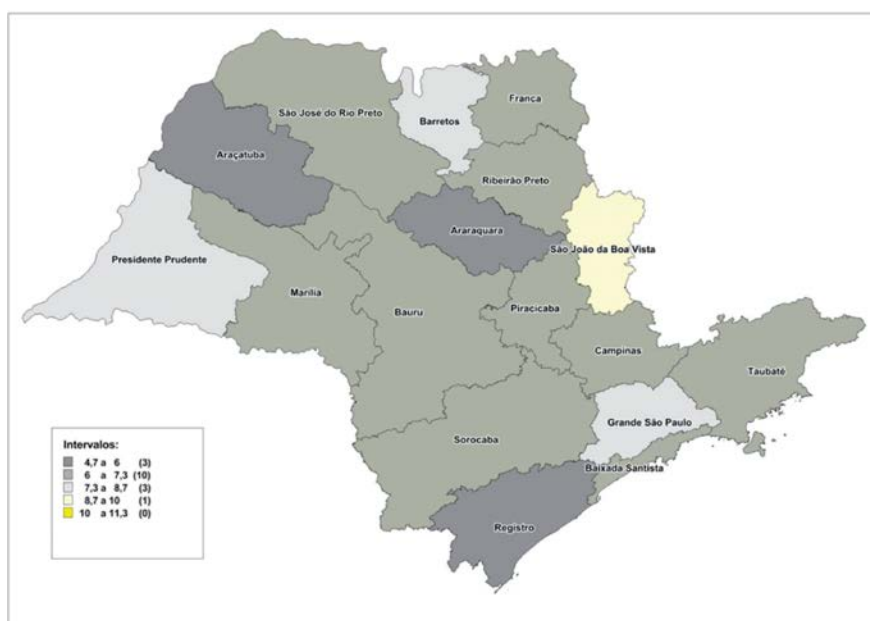 França
São José do Rio Preto
Barretos
Araçatuba
Ribeirão Preto
Araraquara
São João da Boa Vista
Presidente Prudente
Marília
Bauru
Piracicaba
Campinas
Taubaté
Grande São Paulo
Sorocaba
Baixada Santista
Registro
Intervalos:
4,7 a 6 (3)
6 a 7,3 (10)
7,3 a 8,7 (3)
8,7 a 10 (1)
10 a 11,3 (0)